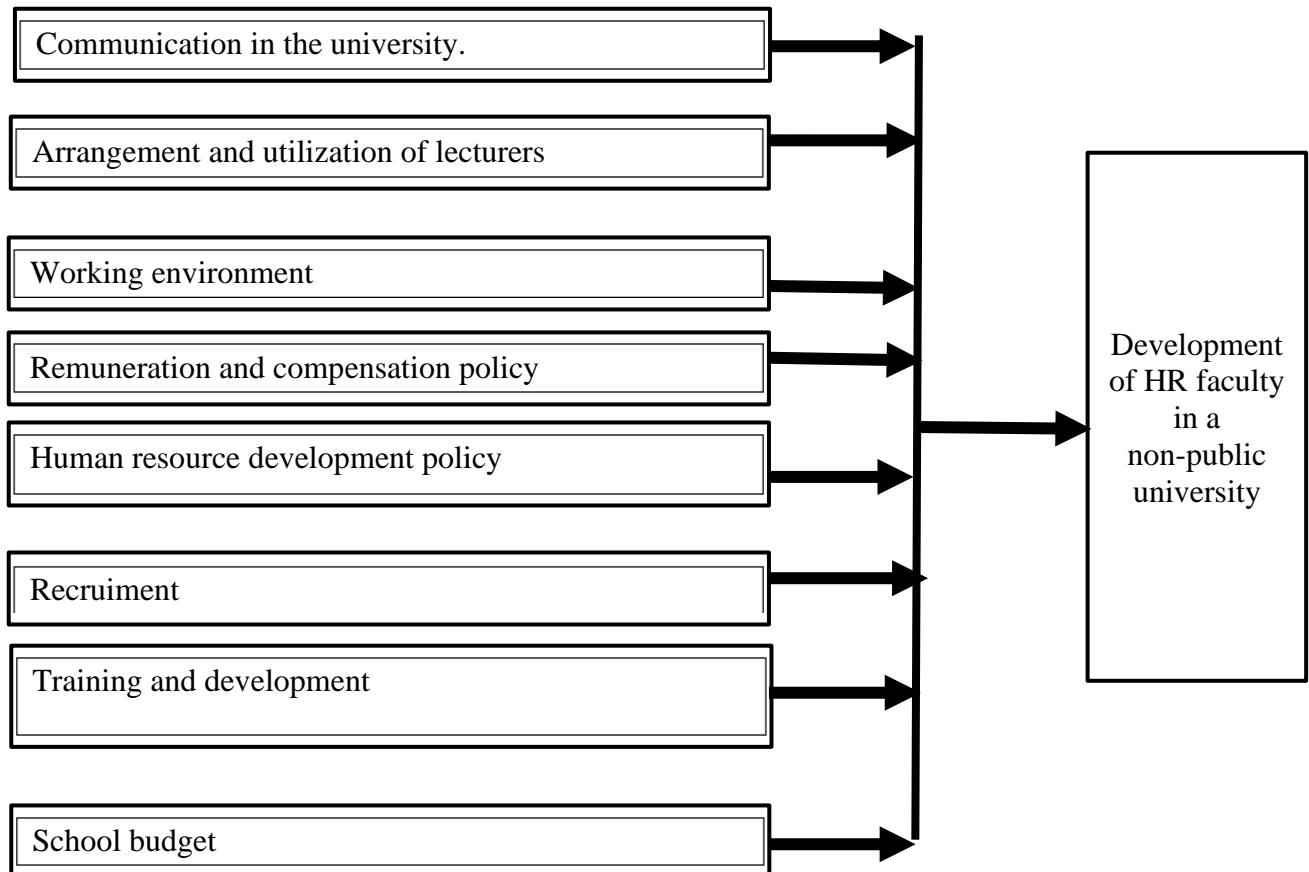 Communication in the university.
Arrangement and utilization of lecturers
Working environment
Remuneration and compensation policy
Human resource development policy
Recruiment
Training and development
School budget
Development
of HR faculty
in a
non-public
university